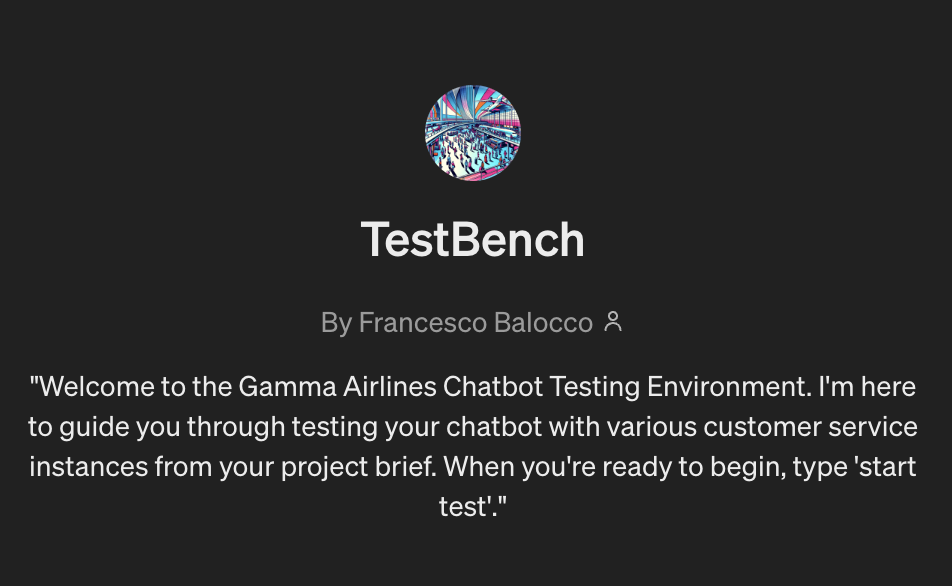 TestBench
By Francesco Balocco
"Welcome to the Gamma Airlines Chatbot Testing Environment. I'm here
to guide you through testing your chatbot with various customer service
instances from your project brief. When you're ready to begin, type 'start
test'."